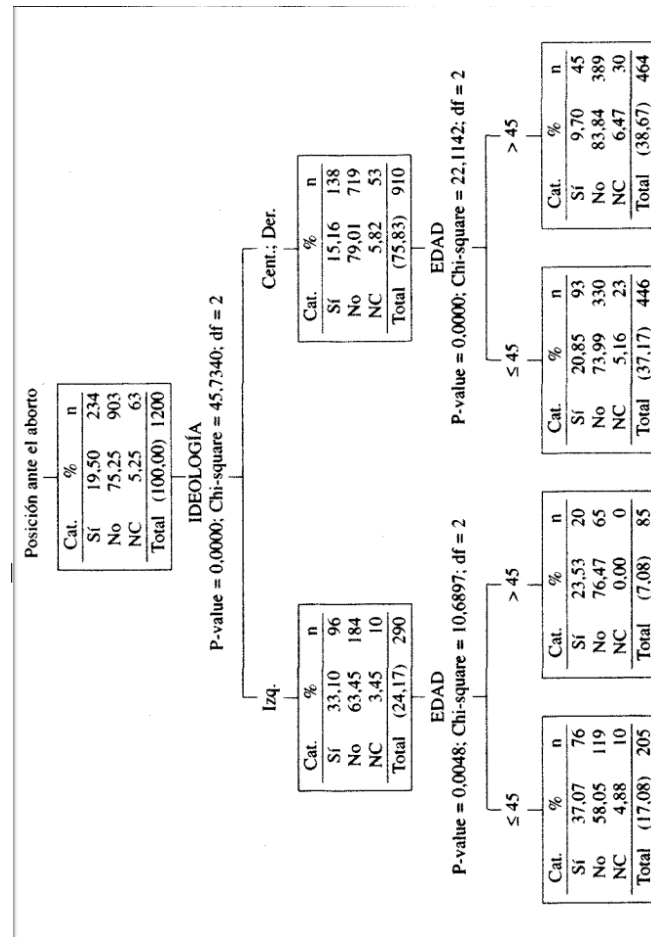 Posición ante el aborto
Cat. % n
Sí 19,50 234
No 75,25 903
NC 5,25 63
Total (100,00) 1200
IDEOLOGÍA
P-value = 0,0000; Chi-square = 45,7340; df = 2
Izq.
Cat. % n
Sí 33,10 96
No 63,45 184
NC 3,45 10
Total (24,17) 290
Cent.; Der.
Cat. % n
Sí 15,16 138
No 79,01 719
NC 5,82 53
Total (75,83) 910
EDAD
P-value = 0,0048; Chi-square = 10,6897; df = 2
≤ 45
Cat. % n
Sí 37,07 76
No 58,05 119
NC 4,88 10
Total (17,08) 205
> 45
Cat. % n
Sí 23,53 20
No 76,47 65
NC 0,00 0
Total (7,08) 85
EDAD
P-value = 0,0000; Chi-square = 22,1142; df = 2
≤ 45
Cat. % n
Sí 20,85 93
No 73,99 330
NC 5,16 23
Total (37,17) 446
> 45
Cat. % n
Sí 9,70 45
No 83,84 389
NC 6,47 30
Total (38,67) 464